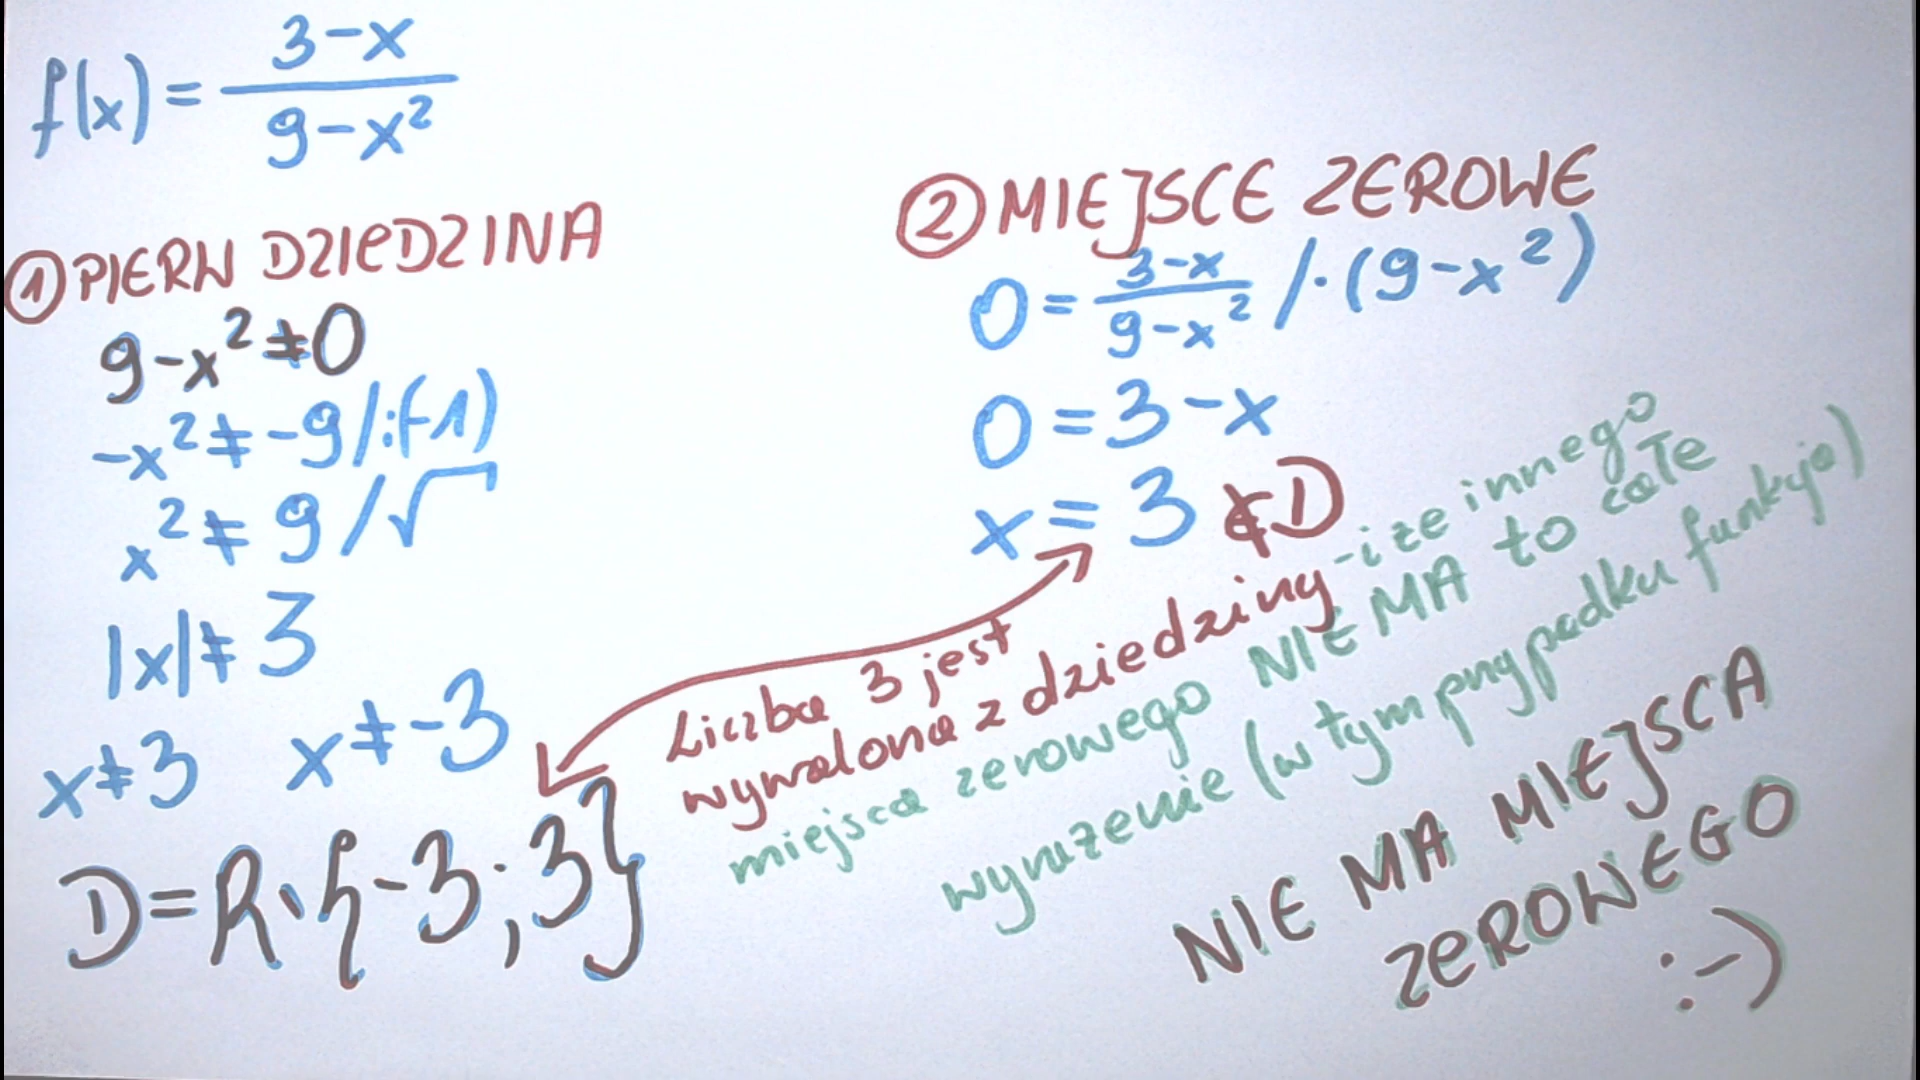 f(x) = (3-x)/(9-x²)
① PIERW DZIEDZINA
9-x² ≠ 0
-x² ≠ -9 /:(-1)
x² ≠ 9 /√
|x| ≠ 3
x ≠ 3 x ≠ -3
D = R \ {-3; 3}
② MIEJSCE ZEROWE
0 = (3-x)/(9-x²) /·(9-x²)
0 = 3-x
x = 3 ∉ D
Liczba 3 jest
wywalona z dziedziny - i że innego
miejsca zerowego NIE MA to całe
wyrażenie (w tym przypadku funkcja)
NIE MA MIEJSCA
ZEROWEGO
:-)